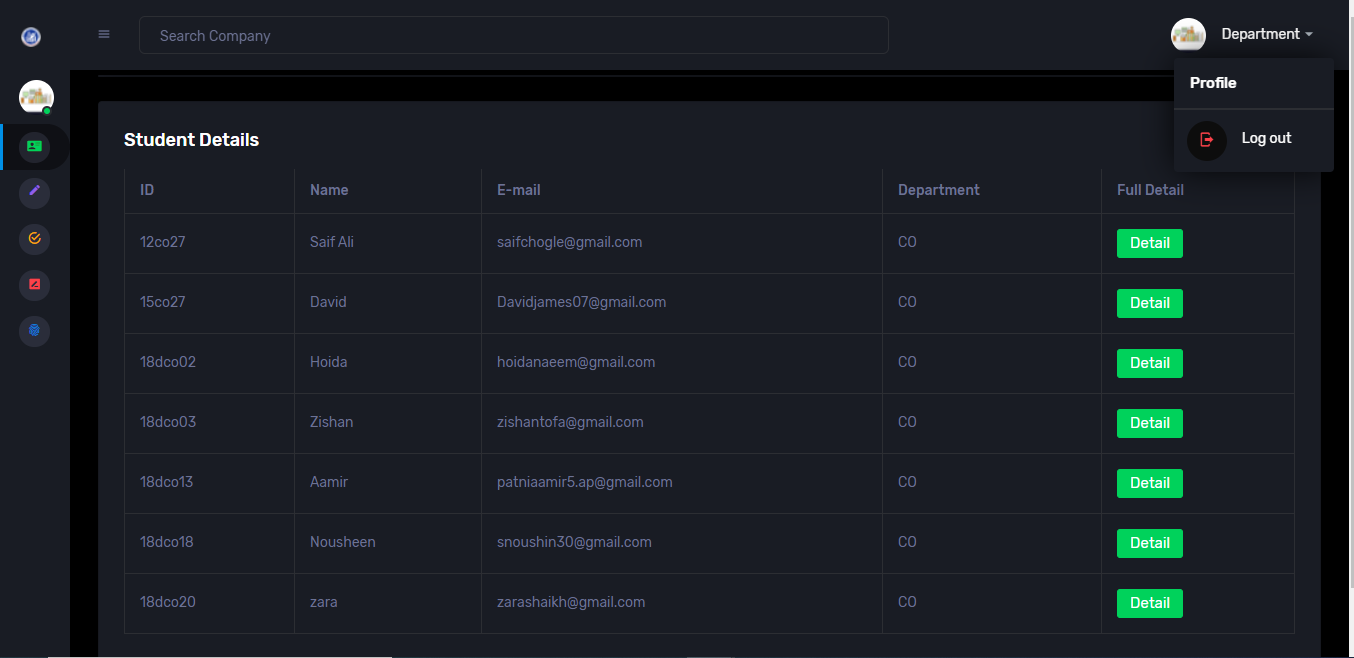 Search Company
Department
Profile
Log out
Student Details
ID Name E-mail Department Full Detail
12co27 Saif Ali saifchogle@gmail.com CO Detail
15co27 David Davidjames07@gmail.com CO Detail
18dco02 Hoida hoidanaeem@gmail.com CO Detail
18dco03 Zishan zishantofa@gmail.com CO Detail
18dco13 Aamir patniaamir5.ap@gmail.com CO Detail
18dco18 Nousheen snoushin30@gmail.com CO Detail
18dco20 zara zarashaikh@gmail.com CO Detail